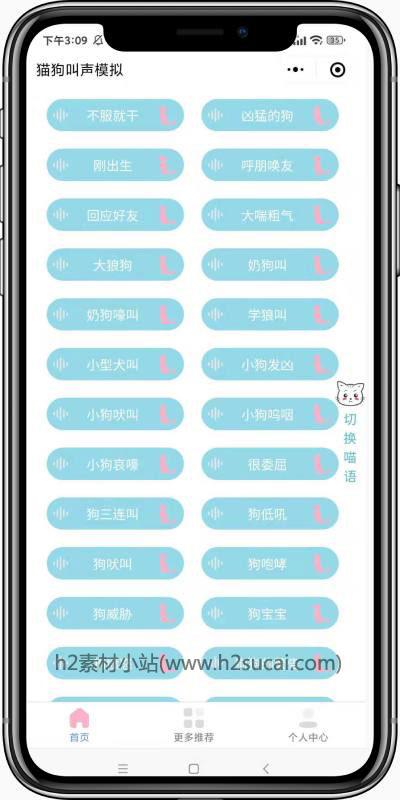 下午3:09
猫狗叫声模拟
不服就干 凶猛的狗
刚出生 呼朋唤友
回应好友 大喘粗气
大狼狗 奶狗叫
奶狗嚎叫 学狼叫
小型犬叫 小狗发凶
小狗吠叫 小狗呜咽
小狗哀嚎 很委屈
狗三连叫 狗低吼
狗吠叫 狗咆哮
狗威胁 狗宝宝
切换喵语
h2素材小站(www.h2sucai.com)
首页 更多推荐 个人中心